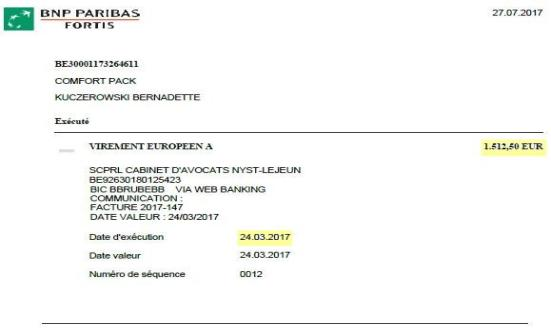 BNP PARIBAS
FORTIS
27.07.2017
BE30001173264611
COMFORT PACK
KUCZEROWSKI BERNADETTE
Exécuté
VIREMENT EUROPEEN A
1.512,50 EUR
SCPRL CABINET D'AVOCATS NYST-LEJEUN
BE92630180125423
BIC BBRUBEBB VIA WEB BANKING
COMMUNICATION :
FACTURE 2017-147
DATE VALEUR : 24/03/2017
Date d'exécution 24.03.2017
Date valeur 24.03.2017
Numéro de séquence 0012